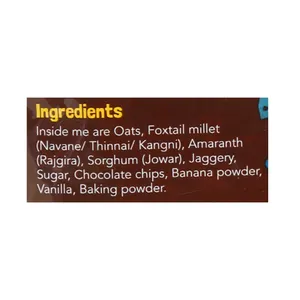 Ingredients
Inside me are Oats, Foxtail millet
(Navane/ Thinnai/ Kangni), Amaranth
(Rajgira), Sorghum (Jowar), Jaggery,
Sugar, Chocolate chips, Banana powder,
Vanilla, Baking powder.